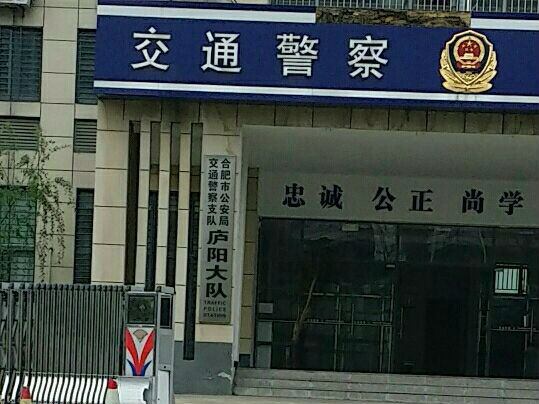 交通警察
忠诚 公正 尚学
合肥市公安局
交通警察支队
庐阳大队
TRAFFIC
POLICE
STATION